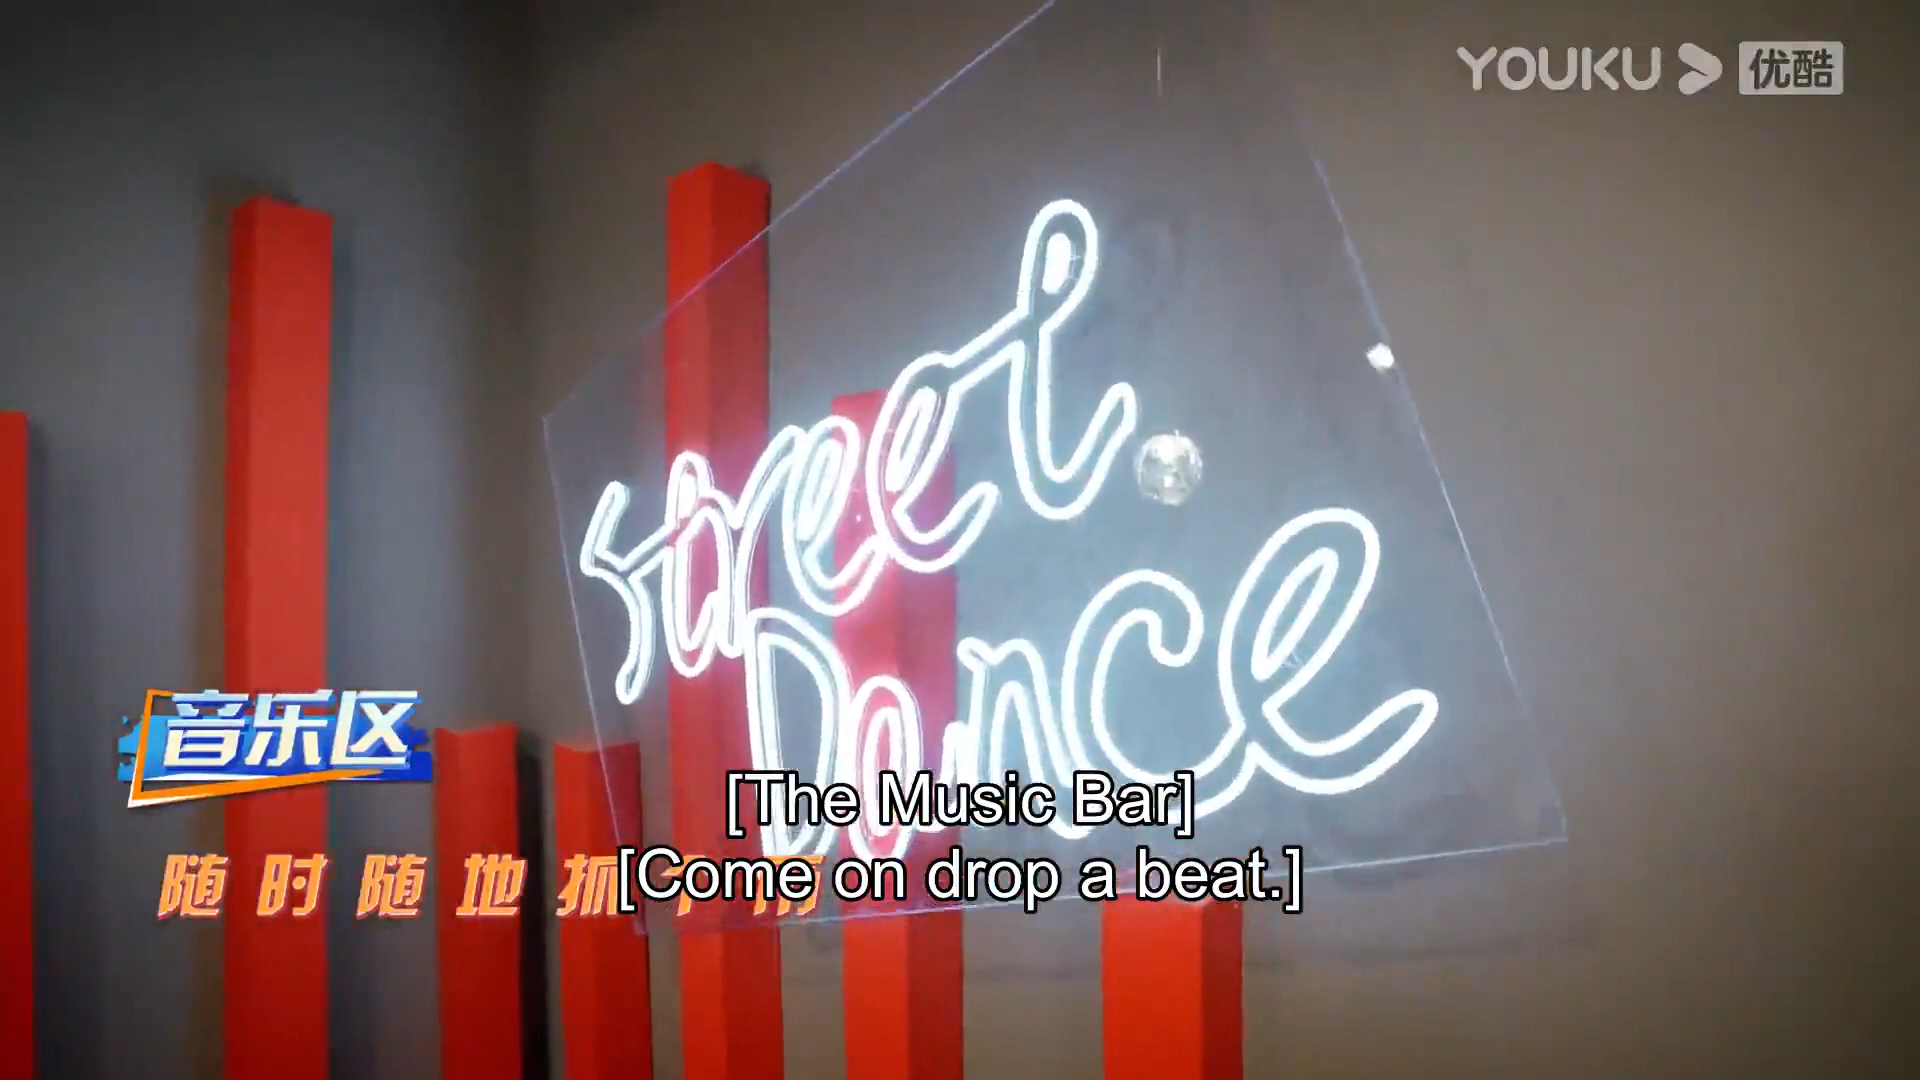 YOUKU 优酷
Street
Dance
音乐区
[The Music Bar]
随时随地抓
[Come on drop a beat.]